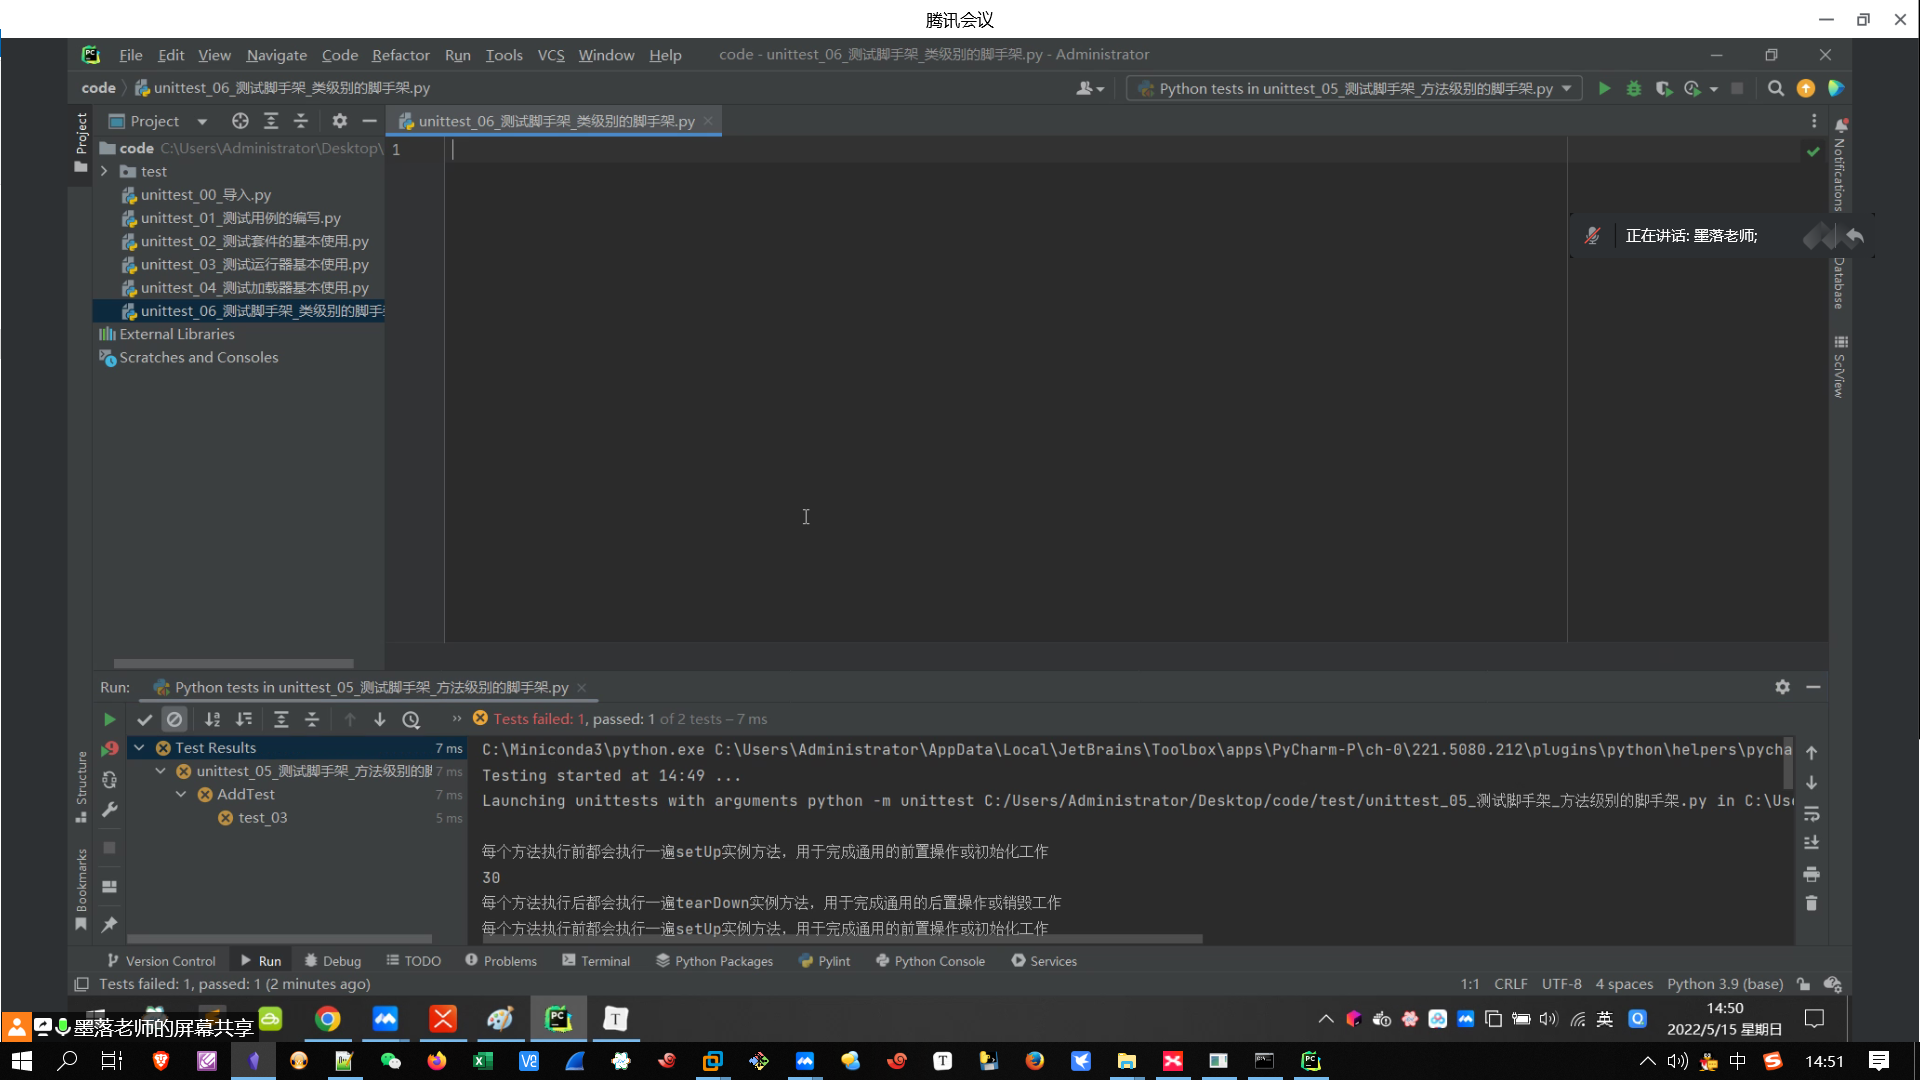 腾讯会议
File Edit View Navigate Code Refactor Run Tools VCS Window Help code - unittest_06_测试脚手架_类级别的脚手架.py - Administrator
code unittest_06_测试脚手架_类级别的脚手架.py
Python tests in unittest_05_测试脚手架_方法级别的脚手架.py
Project
Project
unittest_06_测试脚手架_类级别的脚手架.py
Notifications
code C:\Users\Administrator\Desktop\
1
test
unittest_00_导入.py
unittest_01_测试用例的编写.py
正在讲话: 墨落老师;
unittest_02_测试套件的基本使用.py
unittest_03_测试运行器基本使用.py
Database
unittest_04_测试加载器基本使用.py
unittest_06_测试脚手架_类级别的脚手
External Libraries
Scratches and Consoles
SciView
Run: Python tests in unittest_05_测试脚手架_方法级别的脚手架.py
Tests failed: 1, passed: 1 of 2 tests – 7 ms
Test Results 7 ms
unittest_05_测试脚手架_方法级别的 7 ms
AddTest 7 ms
test_03 5 ms
Structure
Bookmarks
C:\Miniconda3\python.exe C:\Users\Administrator\AppData\Local\JetBrains\Toolbox\apps\PyCharm-P\ch-0\221.5080.212\plugins\python\helpers\pycha
Testing started at 14:49 ...
Launching unittests with arguments python -m unittest C:/Users/Administrator/Desktop/code/test/unittest_05_测试脚手架_方法级别的脚手架.py in C:\Us
每个方法执行前都会执行一遍setUp实例方法，用于完成通用的前置操作或初始化工作
30
每个方法执行后都会执行一遍tearDown实例方法，用于完成通用的后置操作或销毁工作
每个方法执行前都会执行一遍setUp实例方法，用于完成通用的前置操作或初始化工作
Version Control Run Debug TODO Problems Terminal Python Packages Pylint Python Console Services
Tests failed: 1, passed: 1 (2 minutes ago) 1:1 CRLF UTF-8 4 spaces Python 3.9 (base)
墨落老师的屏幕共享
英
14:50
2022/5/15 星期日
中
14:51